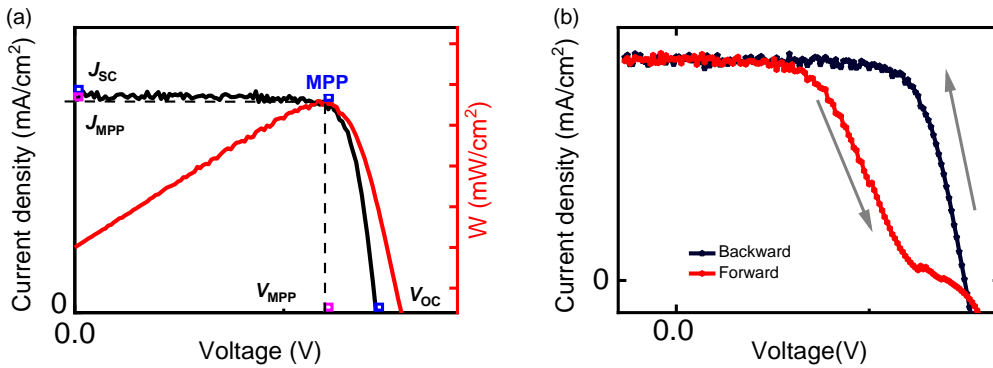 (a)
Current density (mA/cm²)
J_SC
J_MPP
MPP
V_MPP
V_OC
0
0.0
Voltage (V)
W (mW/cm²)
(b)
Current density (mA/cm²)
Backward
Forward
0
0.0
Voltage(V)